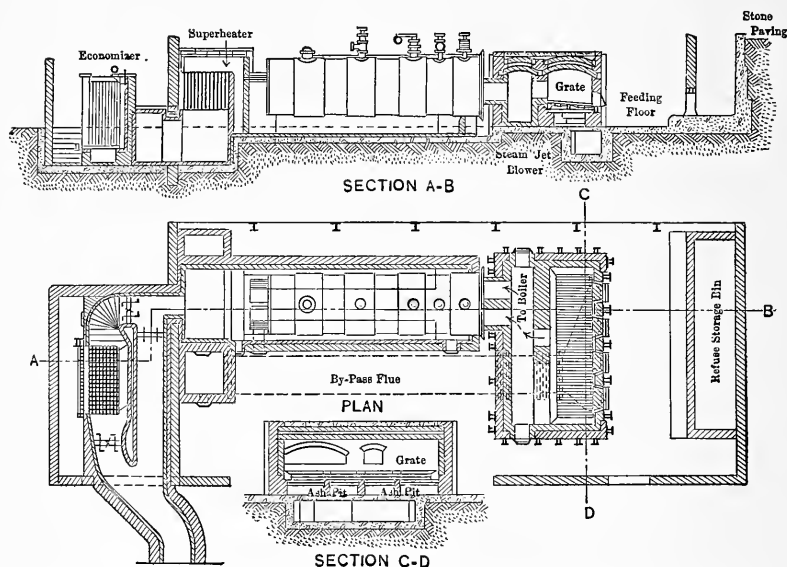 Stone
Paving
Superheater
Economizer
Grate
Feeding
Floor
Steam Jet
Blower
SECTION A-B
C
To Boiler
A
B
Refuse Storage Bin
By-Pass Flue
PLAN
Grate
Ash Pit
Ash Pit
D
SECTION C-D